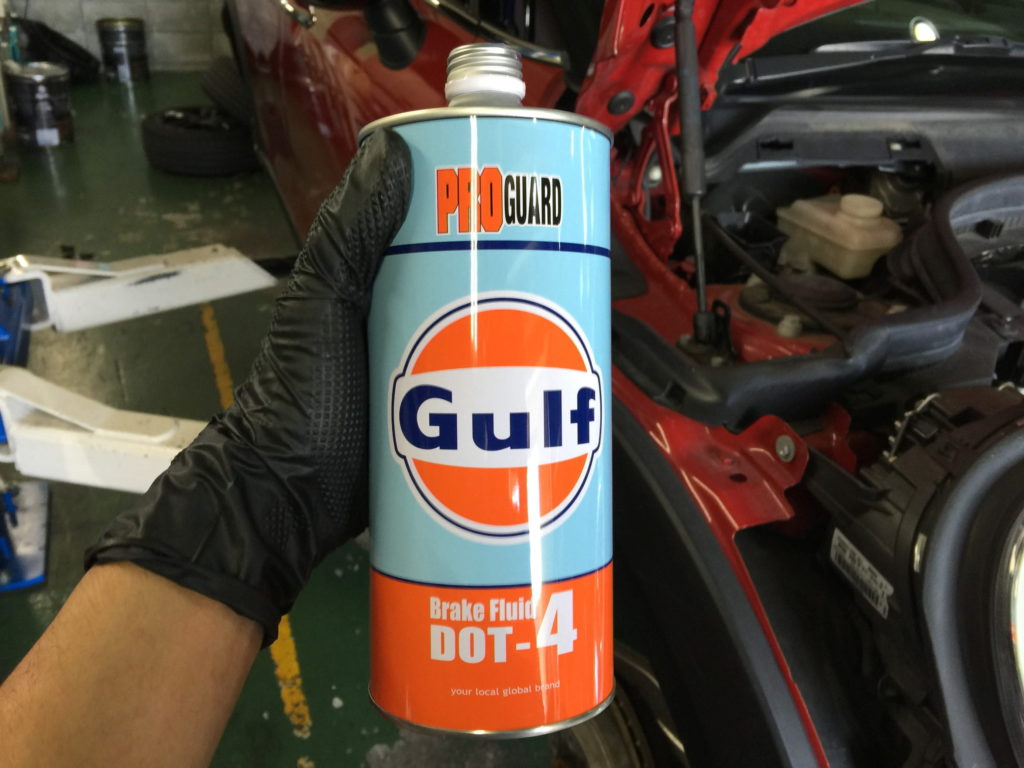 PROGUARD
Gulf
Brake Fluid
DOT-4
your local global brand